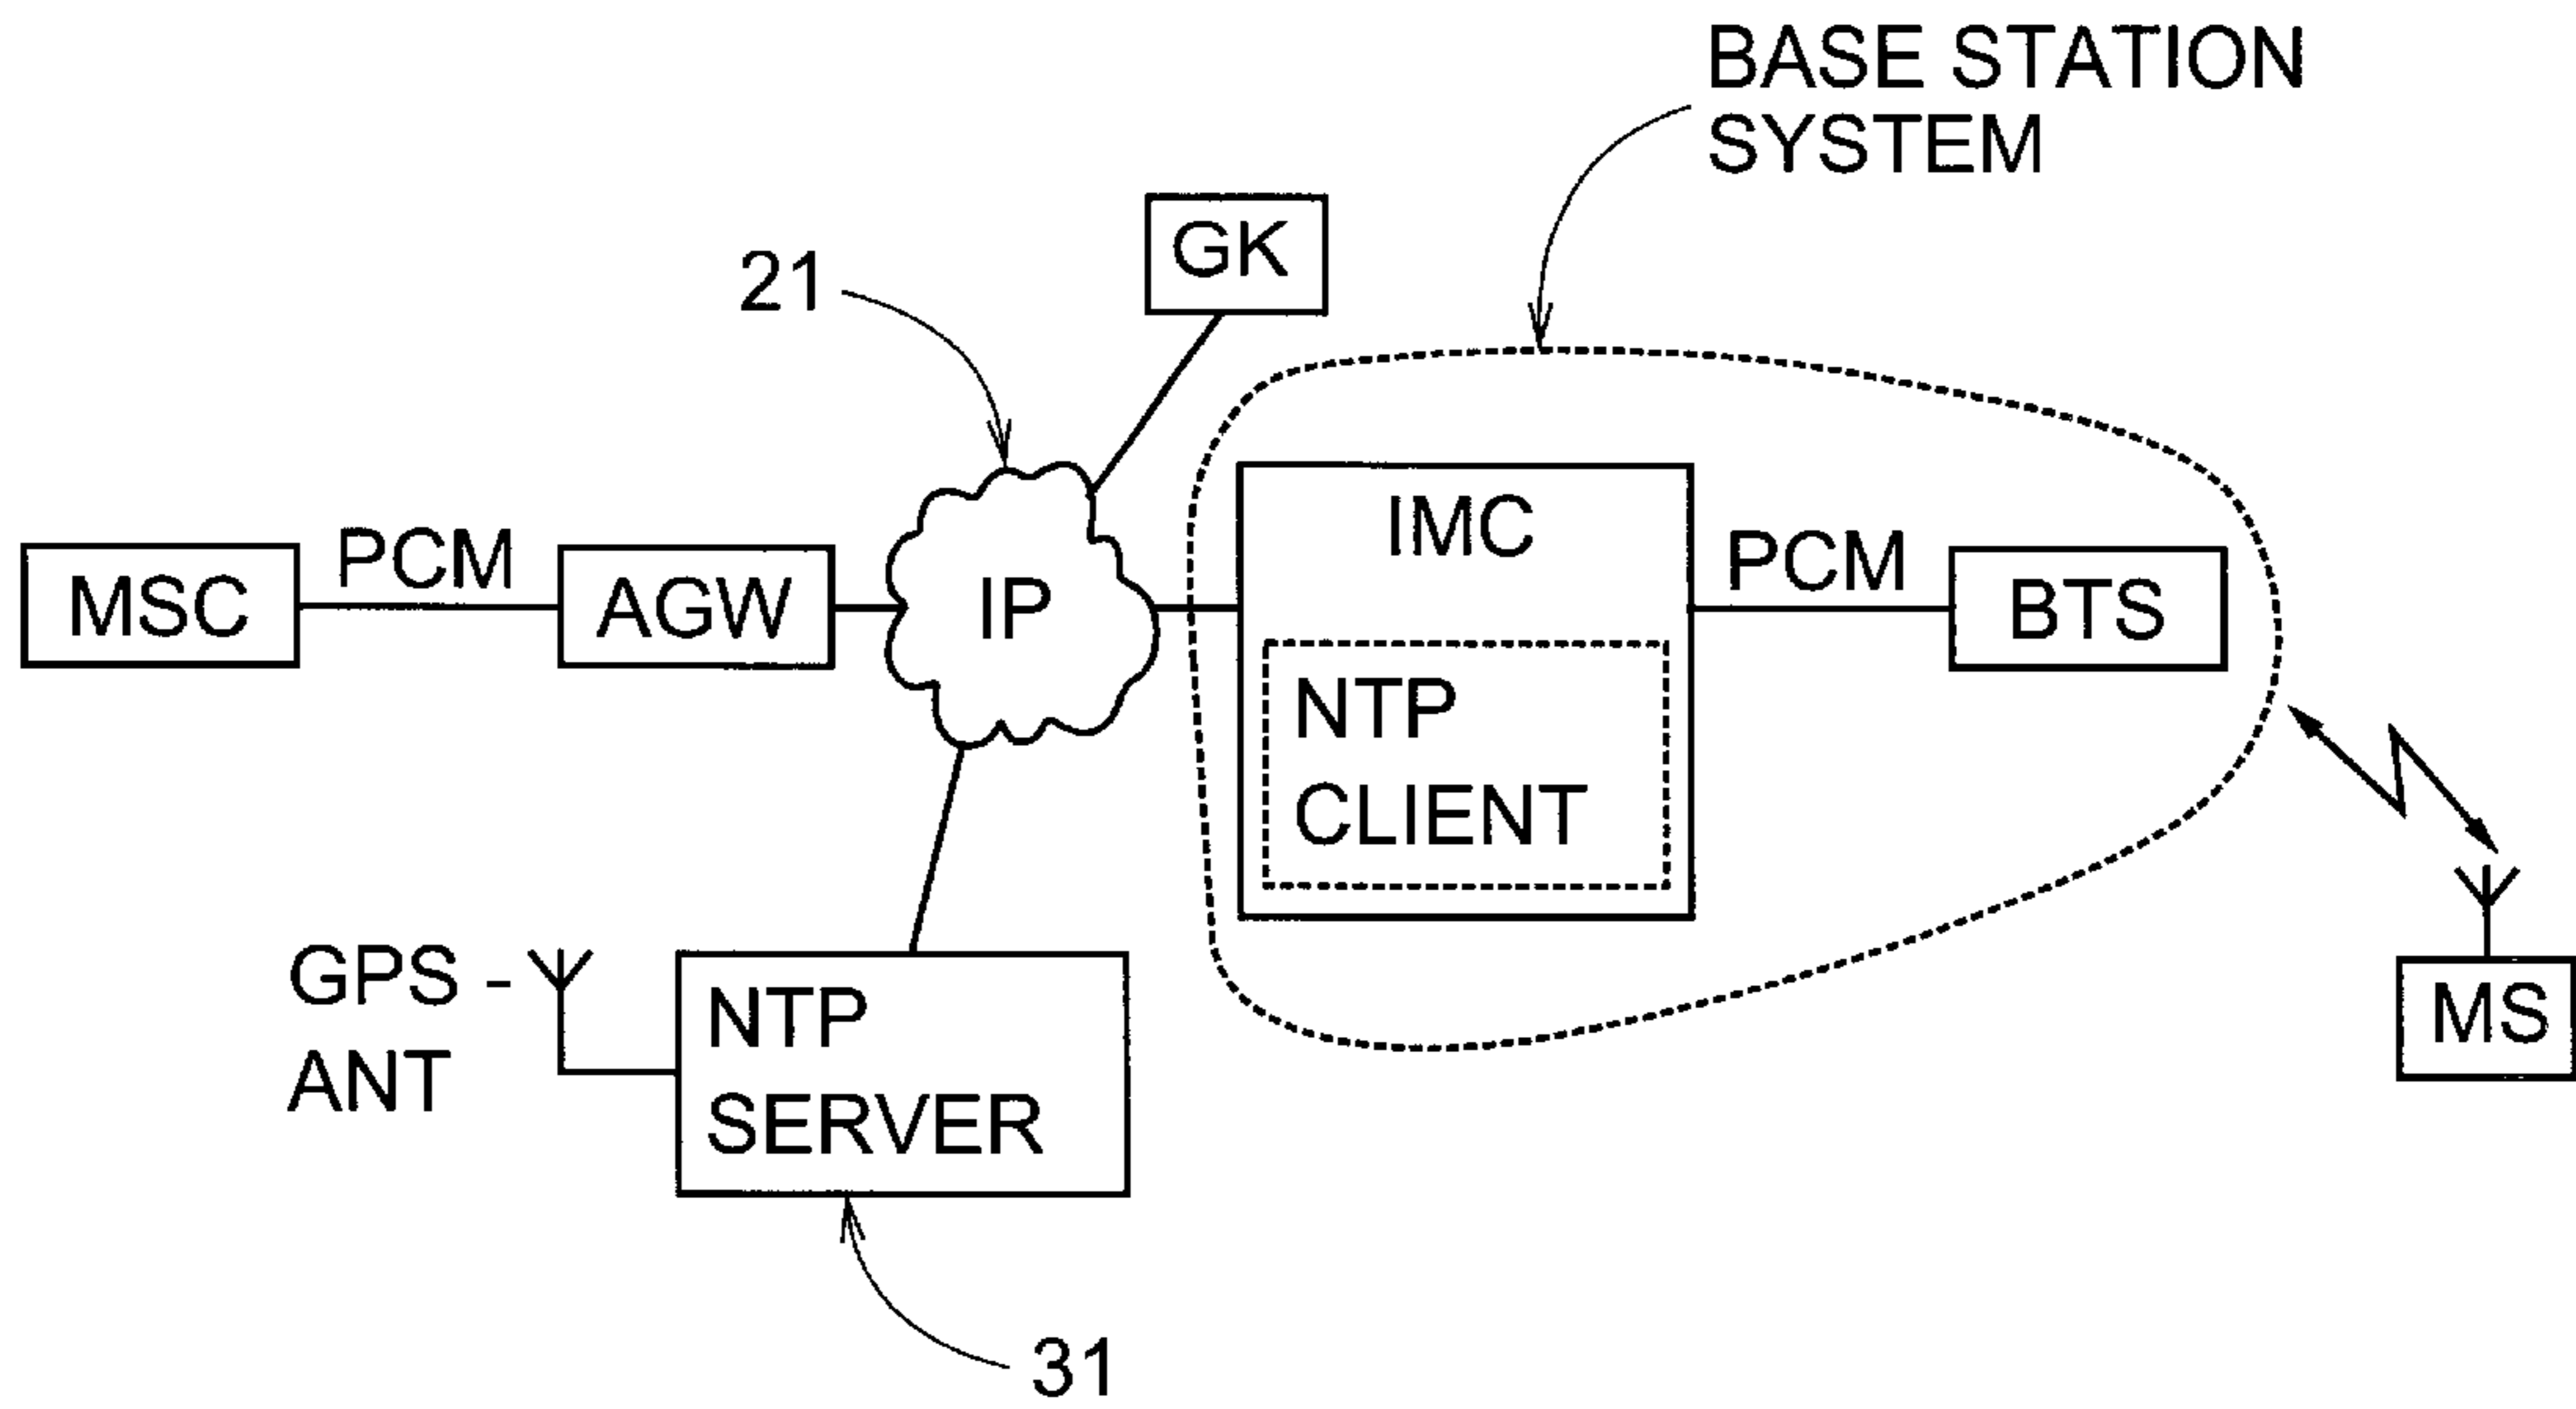 BASE STATION
SYSTEM
GK
21
MSC
PCM
AGW
IP
IMC
PCM
BTS
NTP
CLIENT
GPS -
ANT
NTP
SERVER
MS
31